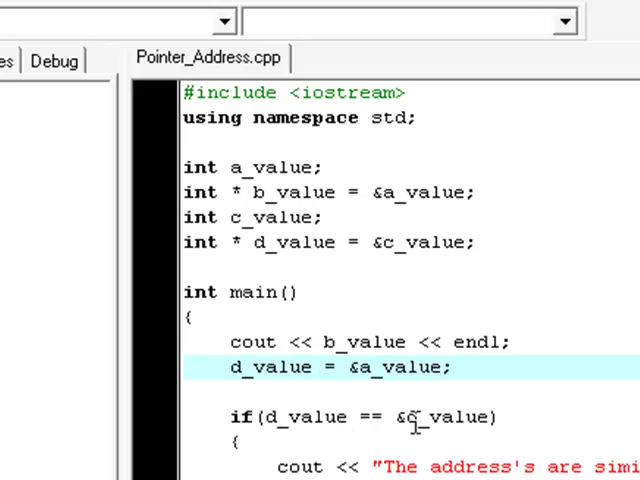 es Debug Pointer_Address.cpp
#include <iostream>
using namespace std;
int a_value;
int * b_value = &a_value;
int c_value;
int * d_value = &c_value;
int main()
{
cout << b_value << endl;
d_value = &a_value;
if(d_value == &c_value)
{
cout << "The address's are simi